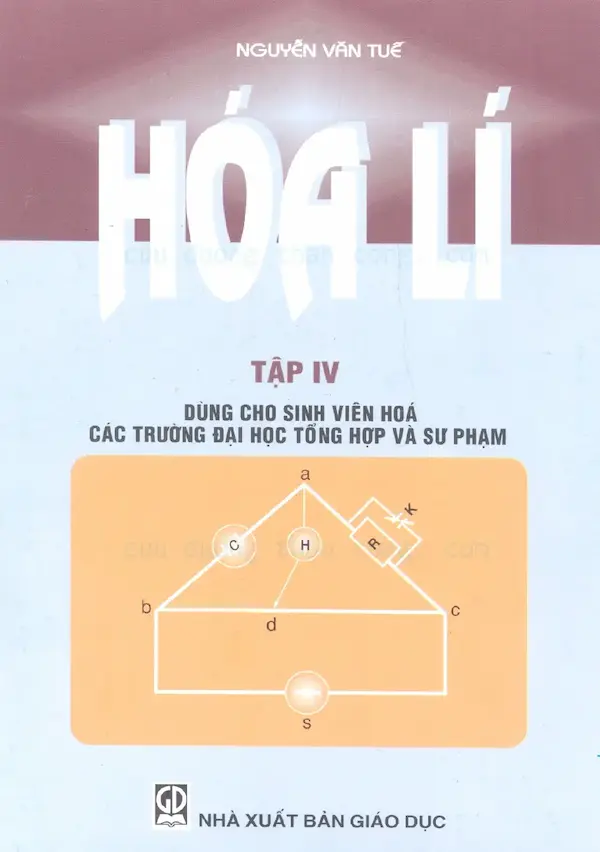 NGUYỄN VĂN TUẾ
HÓA LÍ
TẬP IV
DÙNG CHO SINH VIÊN HOÁ
CÁC TRƯỜNG ĐẠI HỌC TỔNG HỢP VÀ SƯ PHẠM
a
K
C
H
R
b
d
c
s
GD
NHÀ XUẤT BẢN GIÁO DỤC